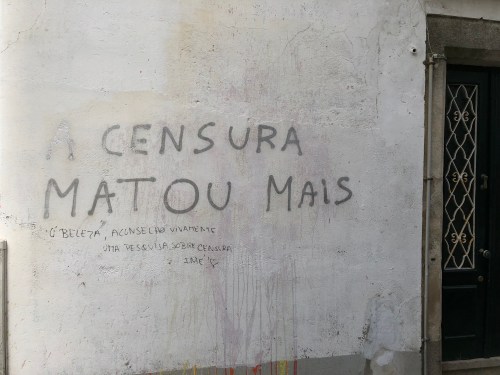 A CENSURA
MATOU MAIS
Ó BELEZA, ACONSELHO VIVAMENTE
UMA PESQUISA SOBRE CENSURA